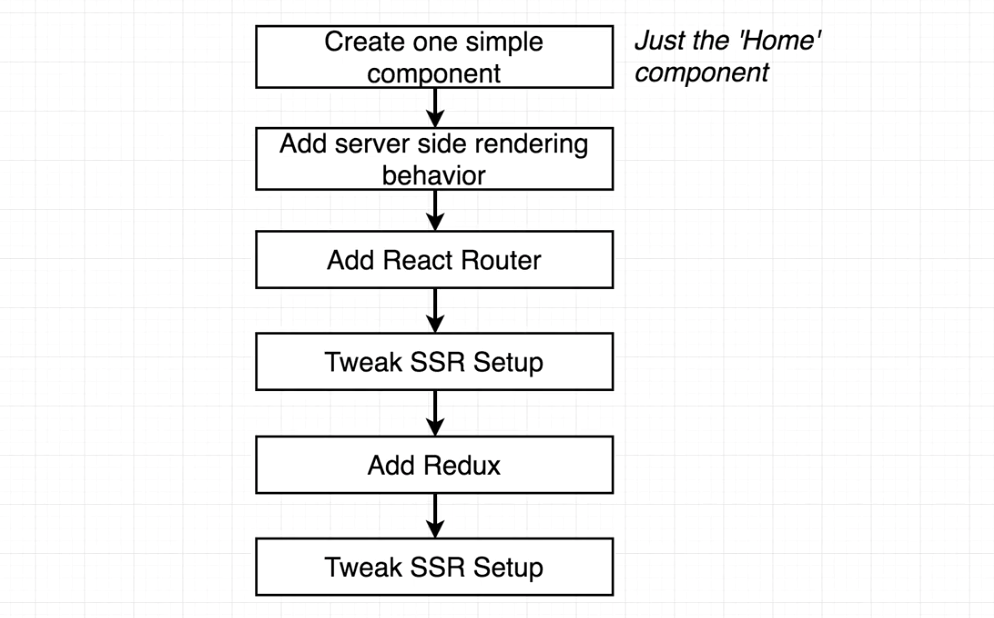 Create one simple
component
Just the 'Home'
component
Add server side rendering
behavior
Add React Router
Tweak SSR Setup
Add Redux
Tweak SSR Setup